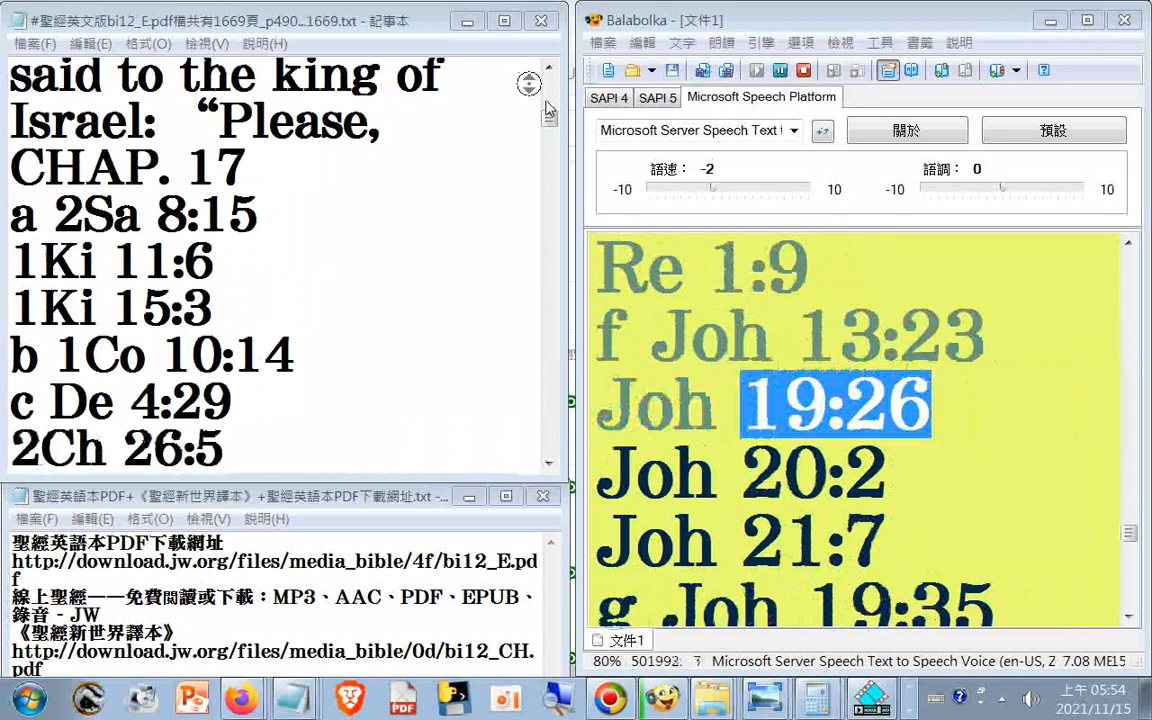 #聖經英文版bi12_E.pdf檔共有1669頁_p490...1669.txt - 記事本
檔案(F) 編輯(E) 格式(O) 檢視(V) 說明(H)
said to the king of
Israel: “Please,
CHAP. 17
a 2Sa 8:15
1Ki 11:6
1Ki 15:3
b 1Co 10:14
c De 4:29
2Ch 26:5
聖經英語本PDF+《聖經新世界譯本》+聖經英語本PDF下載網址.txt -...
檔案(F) 編輯(E) 格式(O) 檢視(V) 說明(H)
聖經英語本PDF下載網址
http://download.jw.org/files/media_bible/4f/bi12_E.pd
f
線上聖經——免費閱讀或下載：MP3、AAC、PDF、EPUB、
錄音 - JW
《聖經新世界譯本》
http://download.jw.org/files/media_bible/0d/bi12_CH.
pdf
Balabolka - [文件1]
檔案 編輯 文字 朗讀 引擎 選項 檢視 工具 書籤 說明
SAPI 4 SAPI 5 Microsoft Speech Platform
Microsoft Server Speech Text 關於 預設
語速： -2 語調： 0
-10 10 -10 10
Re 1:9
f Joh 13:23
Joh 19:26
Joh 20:2
Joh 21:7
g Joh 19:35
文件1
80% 501992. Microsoft Server Speech Text to Speech Voice (en-US, Z 7.08 ME15
PDF
上午 05:54
2021/11/15